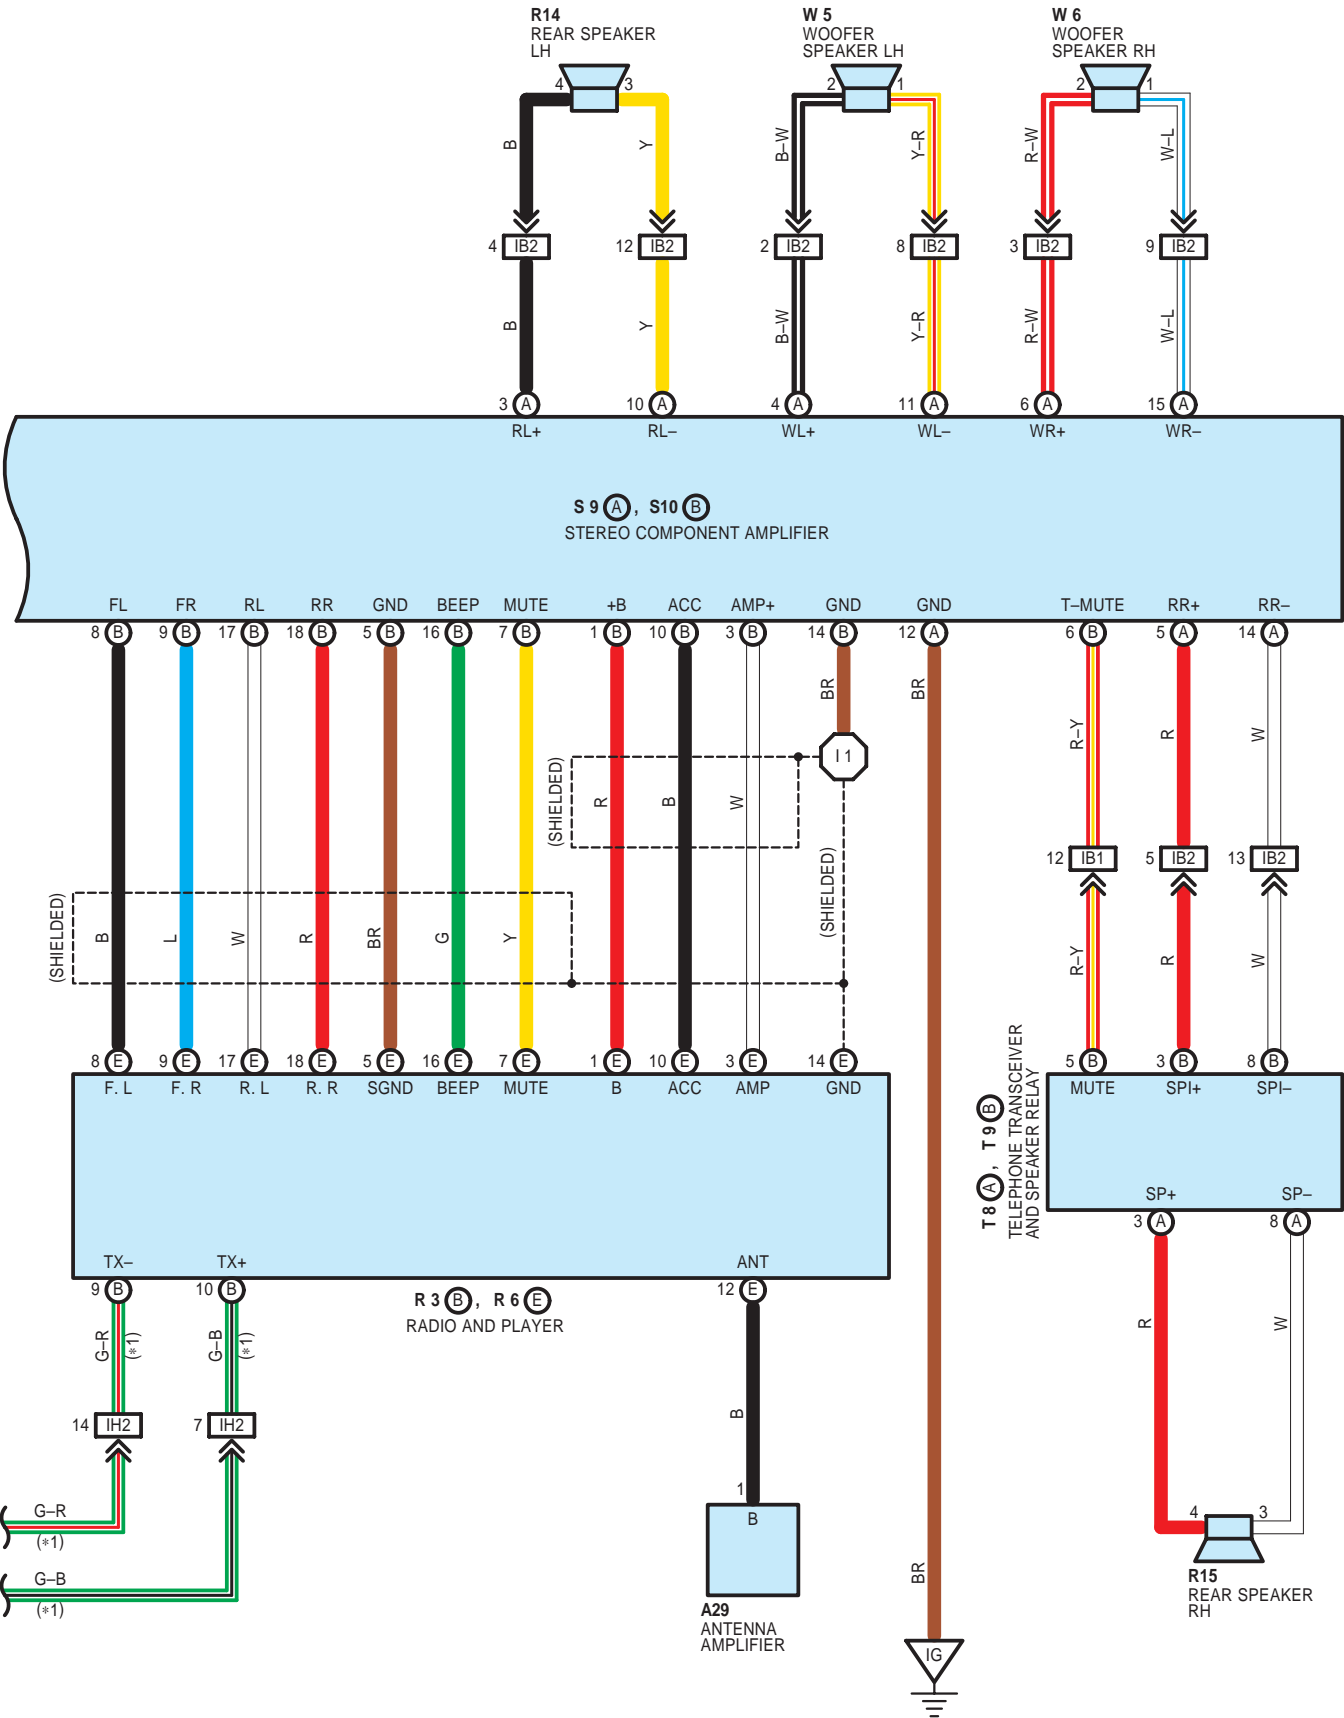 R14
REAR SPEAKER
LH
W 5
WOOFER
SPEAKER LH
W 6
WOOFER
SPEAKER RH
4 3 2 1 2 1
B Y B–W Y–R R–W W–L
4 IB2 12 IB2 2 IB2 8 IB2 3 IB2 9 IB2
B Y B–W Y–R R–W W–L
3 A 10 A 4 A 11 A 6 A 15 A
RL+ RL– WL+ WL– WR+ WR–
S 9 A , S10 B
STEREO COMPONENT AMPLIFIER
FL FR RL RR GND BEEP MUTE +B ACC AMP+ GND GND T–MUTE RR+ RR–
8 B 9 B 17 B 18 B 5 B 16 B 7 B 1 B 10 B 3 B 14 B 12 A 6 B 5 A 14 A
BR BR
R–Y R W
I 1
(SHIELDED) R B W
12 IB1 5 IB2 13 IB2
(SHIELDED)
(SHIELDED) B L W R BR G Y
R–Y R W
8 E 9 E 17 E 18 E 5 E 16 E 7 E 1 E 10 E 3 E 14 E 5 B 3 B 8 B
F. L F. R R. L R. R SGND BEEP MUTE B ACC AMP GND MUTE SPI+ SPI–
T8 A , T 9 B
TELEPHONE TRANSCEIVER
AND SPEAKER RELAY
SP+ SP–
3 A 8 A
TX– TX+ ANT
9 B 10 B 12 E
R 3 B , R 6 E
RADIO AND PLAYER
G–R (*1) G–B (*1)
R W
14 IH2 7 IH2
B
G–R
(*1)
G–B
(*1)
1
B
A29
ANTENNA
AMPLIFIER
BR
IG
4 3
R15
REAR SPEAKER
RH